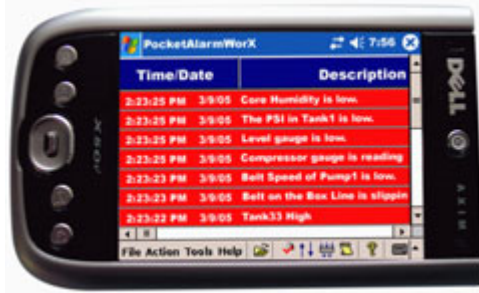 PocketAlarmWorX 7:56
Time/Date Description
2:23:25 PM 3/9/05 Core Humidity is low.
2:23:25 PM 3/9/05 The PSI in Tank1 is low.
2:23:25 PM 3/9/05 Level gauge is low.
2:23:25 PM 3/9/05 Compressor gauge is reading
2:23:23 PM 3/9/05 Belt Speed of Pump1 is low.
2:23:23 PM 3/9/05 Belt on the Box Line is slippin
2:23:22 PM 3/9/05 Tank33 High
File Action Tools Help
DELL
AXIM
X50v